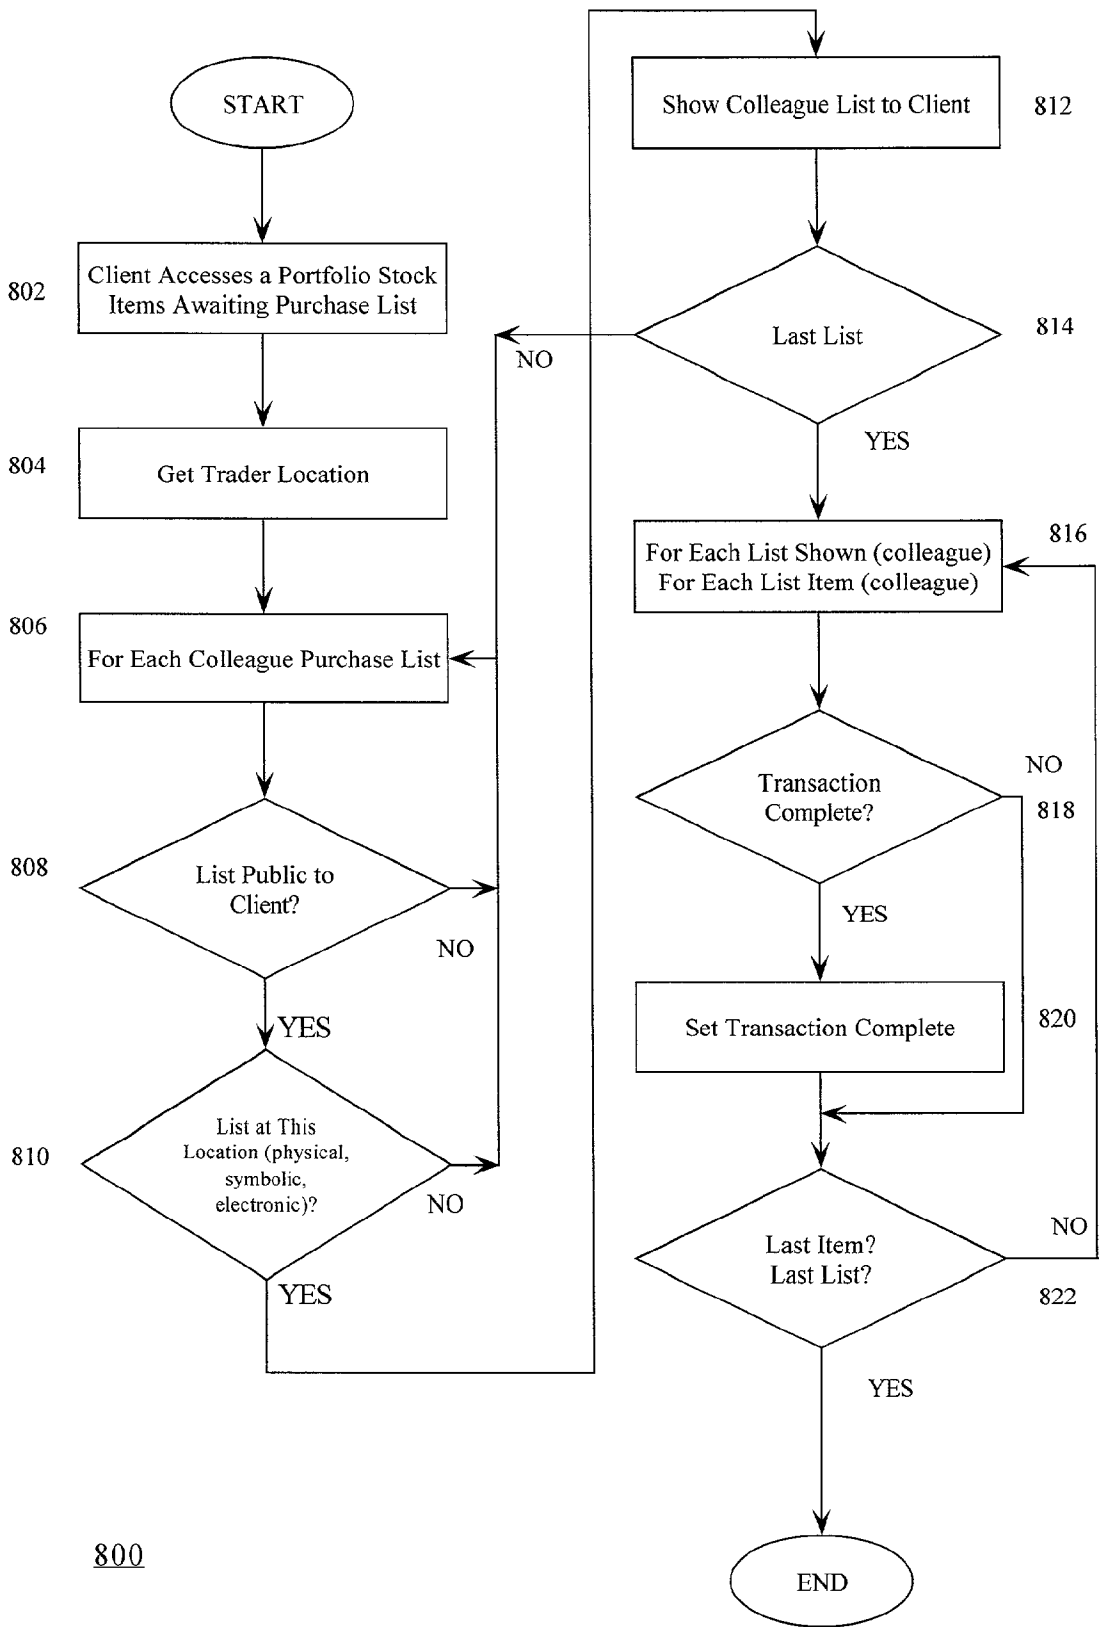 START
802
Client Accesses a Portfolio Stock
Items Awaiting Purchase List
804
Get Trader Location
806
For Each Colleague Purchase List
808
List Public to
Client?
NO
YES
810
List at This
Location (physical,
symbolic,
electronic)?
NO
YES
800
Show Colleague List to Client
812
Last List
814
NO
YES
816
For Each List Shown (colleague)
For Each List Item (colleague)
Transaction
Complete?
NO
818
YES
Set Transaction Complete
820
Last Item?
Last List?
NO
822
YES
END